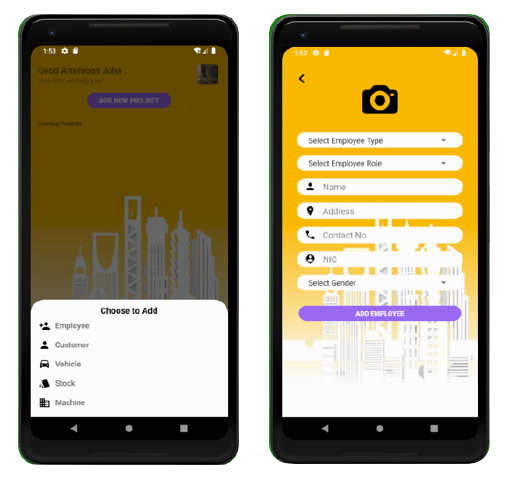 1:53
Good Afternoon John
ADD NEW PROJECT
Existing Projects
Choose to Add
Employee
Customer
Vehicle
Stock
Machine
1:53
Select Employee Type
Select Employee Role
Name
Address
Contact No
NIC
Select Gender
ADD EMPLOYEE